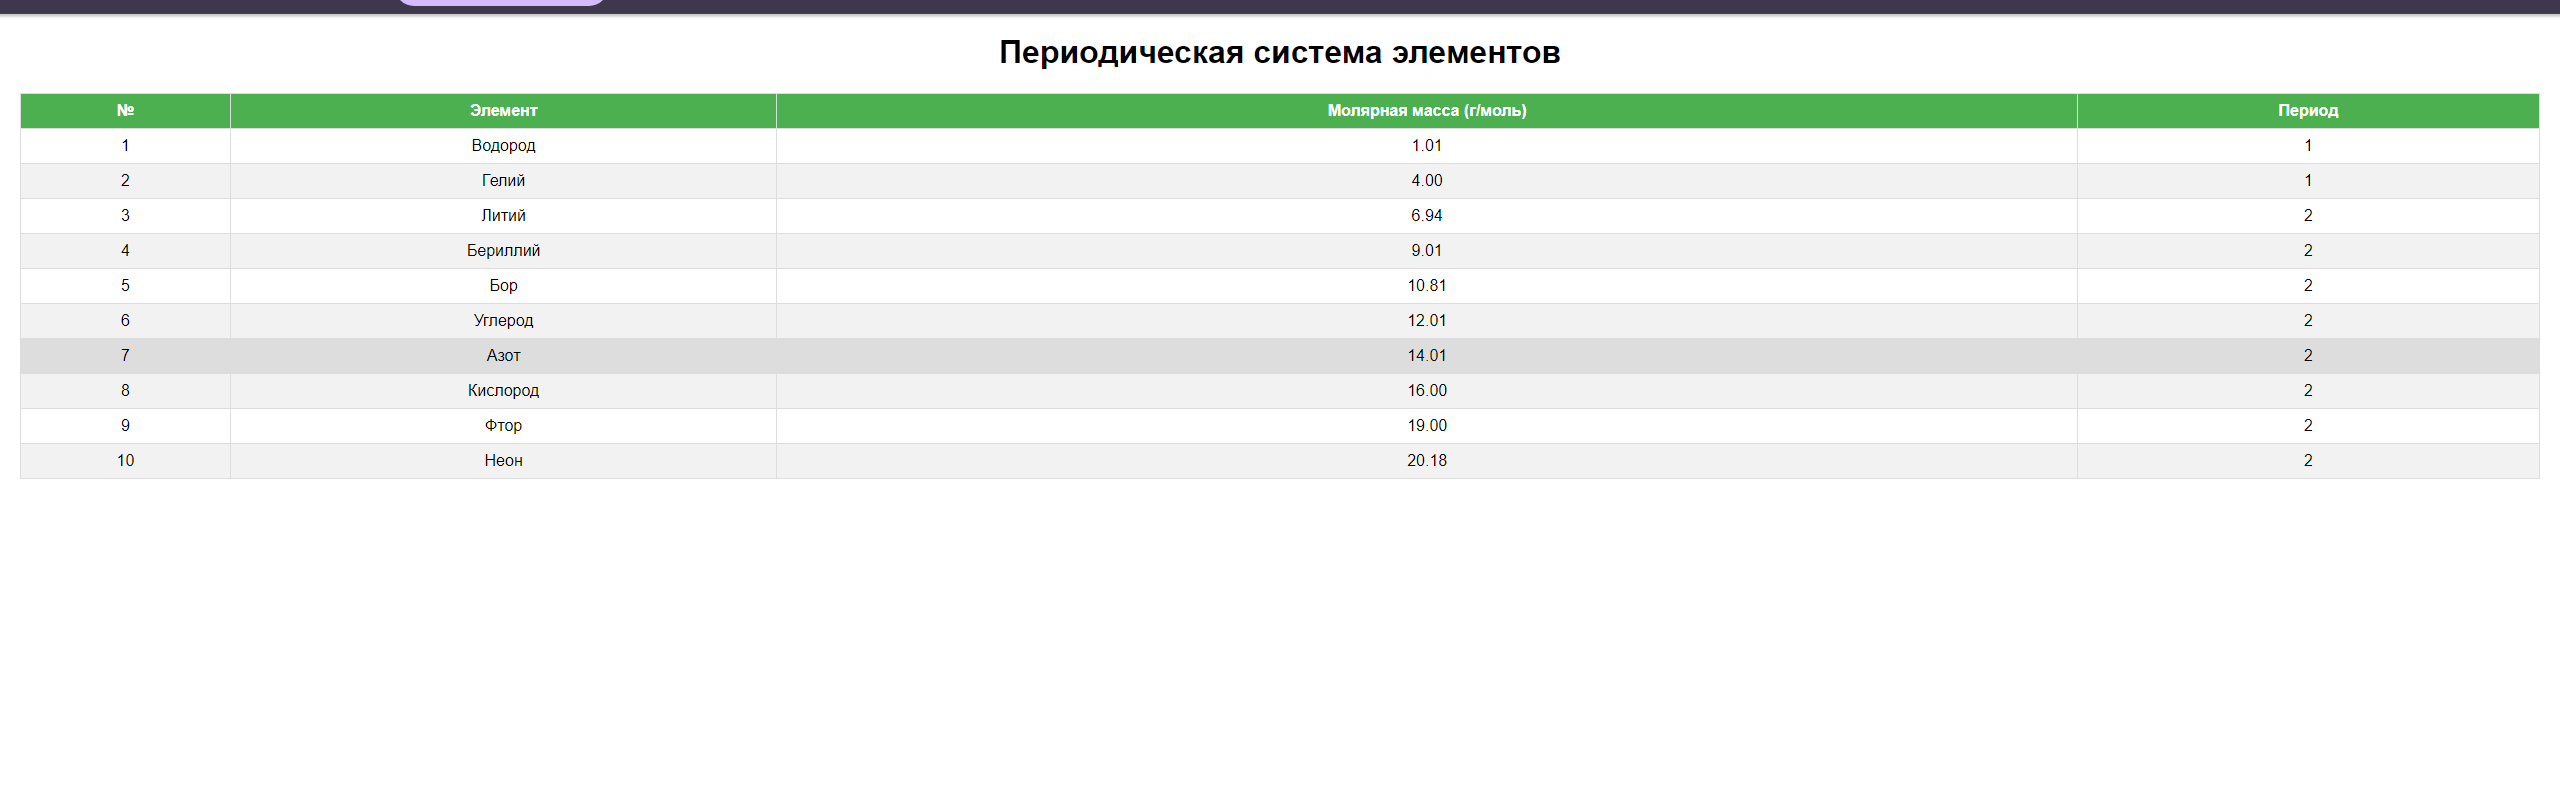 Периодическая система элементов
№ Элемент Молярная масса (г/моль) Период
1 Водород 1.01 1
2 Гелий 4.00 1
3 Литий 6.94 2
4 Бериллий 9.01 2
5 Бор 10.81 2
6 Углерод 12.01 2
7 Азот 14.01 2
8 Кислород 16.00 2
9 Фтор 19.00 2
10 Неон 20.18 2